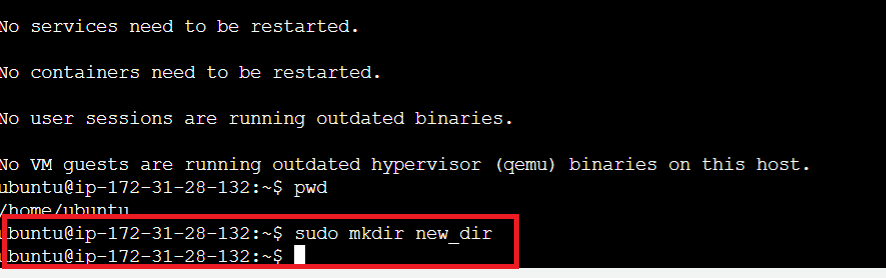 No services need to be restarted.
No containers need to be restarted.
No user sessions are running outdated binaries.
No VM guests are running outdated hypervisor (qemu) binaries on this host.
ubuntu@ip-172-31-28-132:~$ pwd
/home/ubuntu
ubuntu@ip-172-31-28-132:~$ sudo mkdir new_dir
ubuntu@ip-172-31-28-132:~$